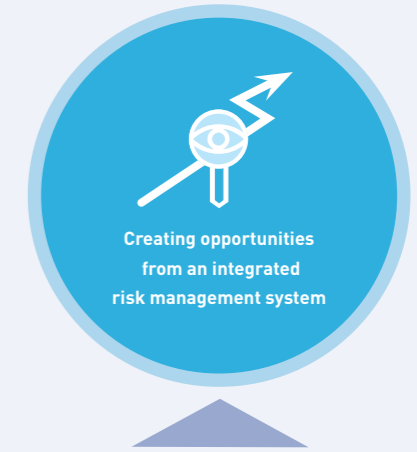 Creating opportunities
from an integrated
risk management system